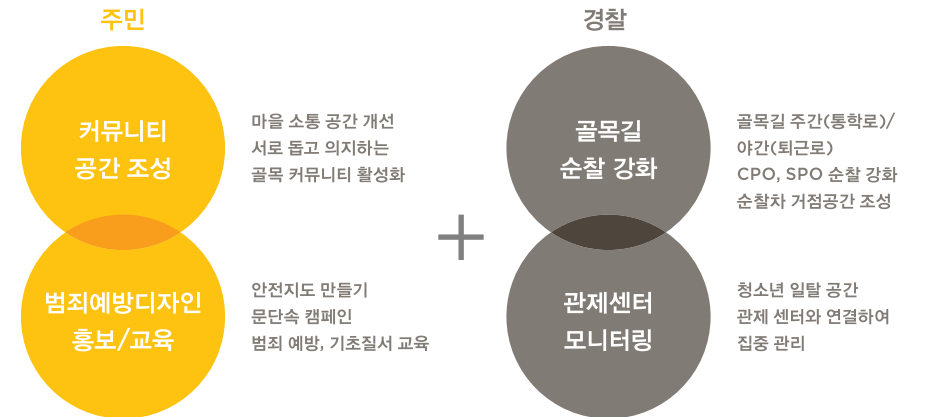 주민
커뮤니티
공간 조성
마을 소통 공간 개선
서로 돕고 의지하는
골목 커뮤니티 활성화
범죄예방디자인
홍보/교육
안전지도 만들기
문단속 캠페인
범죄 예방, 기초질서 교육
+
경찰
골목길
순찰 강화
골목길 주간(통학로)/
야간(퇴근로)
CPO, SPO 순찰 강화
순찰차 거점공간 조성
관제센터
모니터링
청소년 일탈 공간
관제 센터와 연결하여
집중 관리